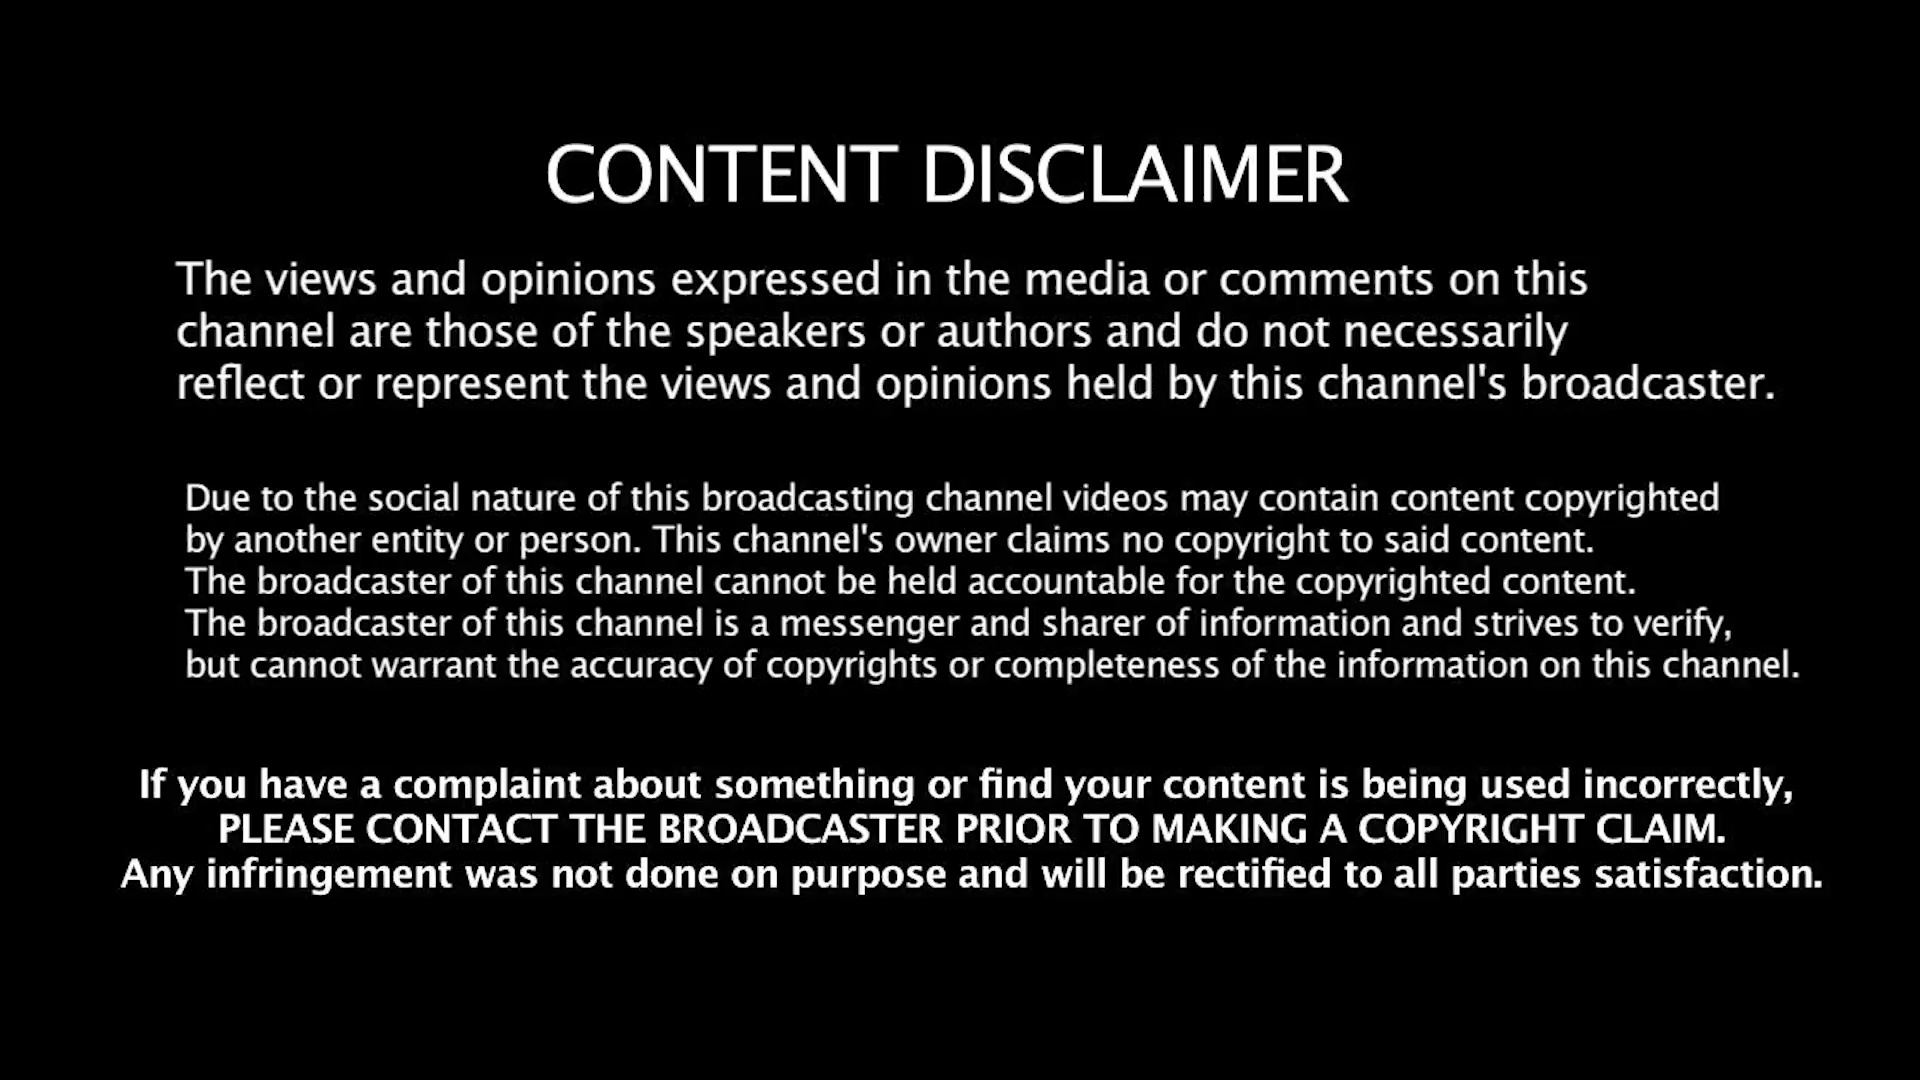 CONTENT DISCLAIMER
The views and opinions expressed in the media or comments on this
channel are those of the speakers or authors and do not necessarily
reflect or represent the views and opinions held by this channel's broadcaster.
Due to the social nature of this broadcasting channel videos may contain content copyrighted
by another entity or person. This channel's owner claims no copyright to said content.
The broadcaster of this channel cannot be held accountable for the copyrighted content.
The broadcaster of this channel is a messenger and sharer of information and strives to verify,
but cannot warrant the accuracy of copyrights or completeness of the information on this channel.
If you have a complaint about something or find your content is being used incorrectly,
PLEASE CONTACT THE BROADCASTER PRIOR TO MAKING A COPYRIGHT CLAIM.
Any infringement was not done on purpose and will be rectified to all parties satisfaction.